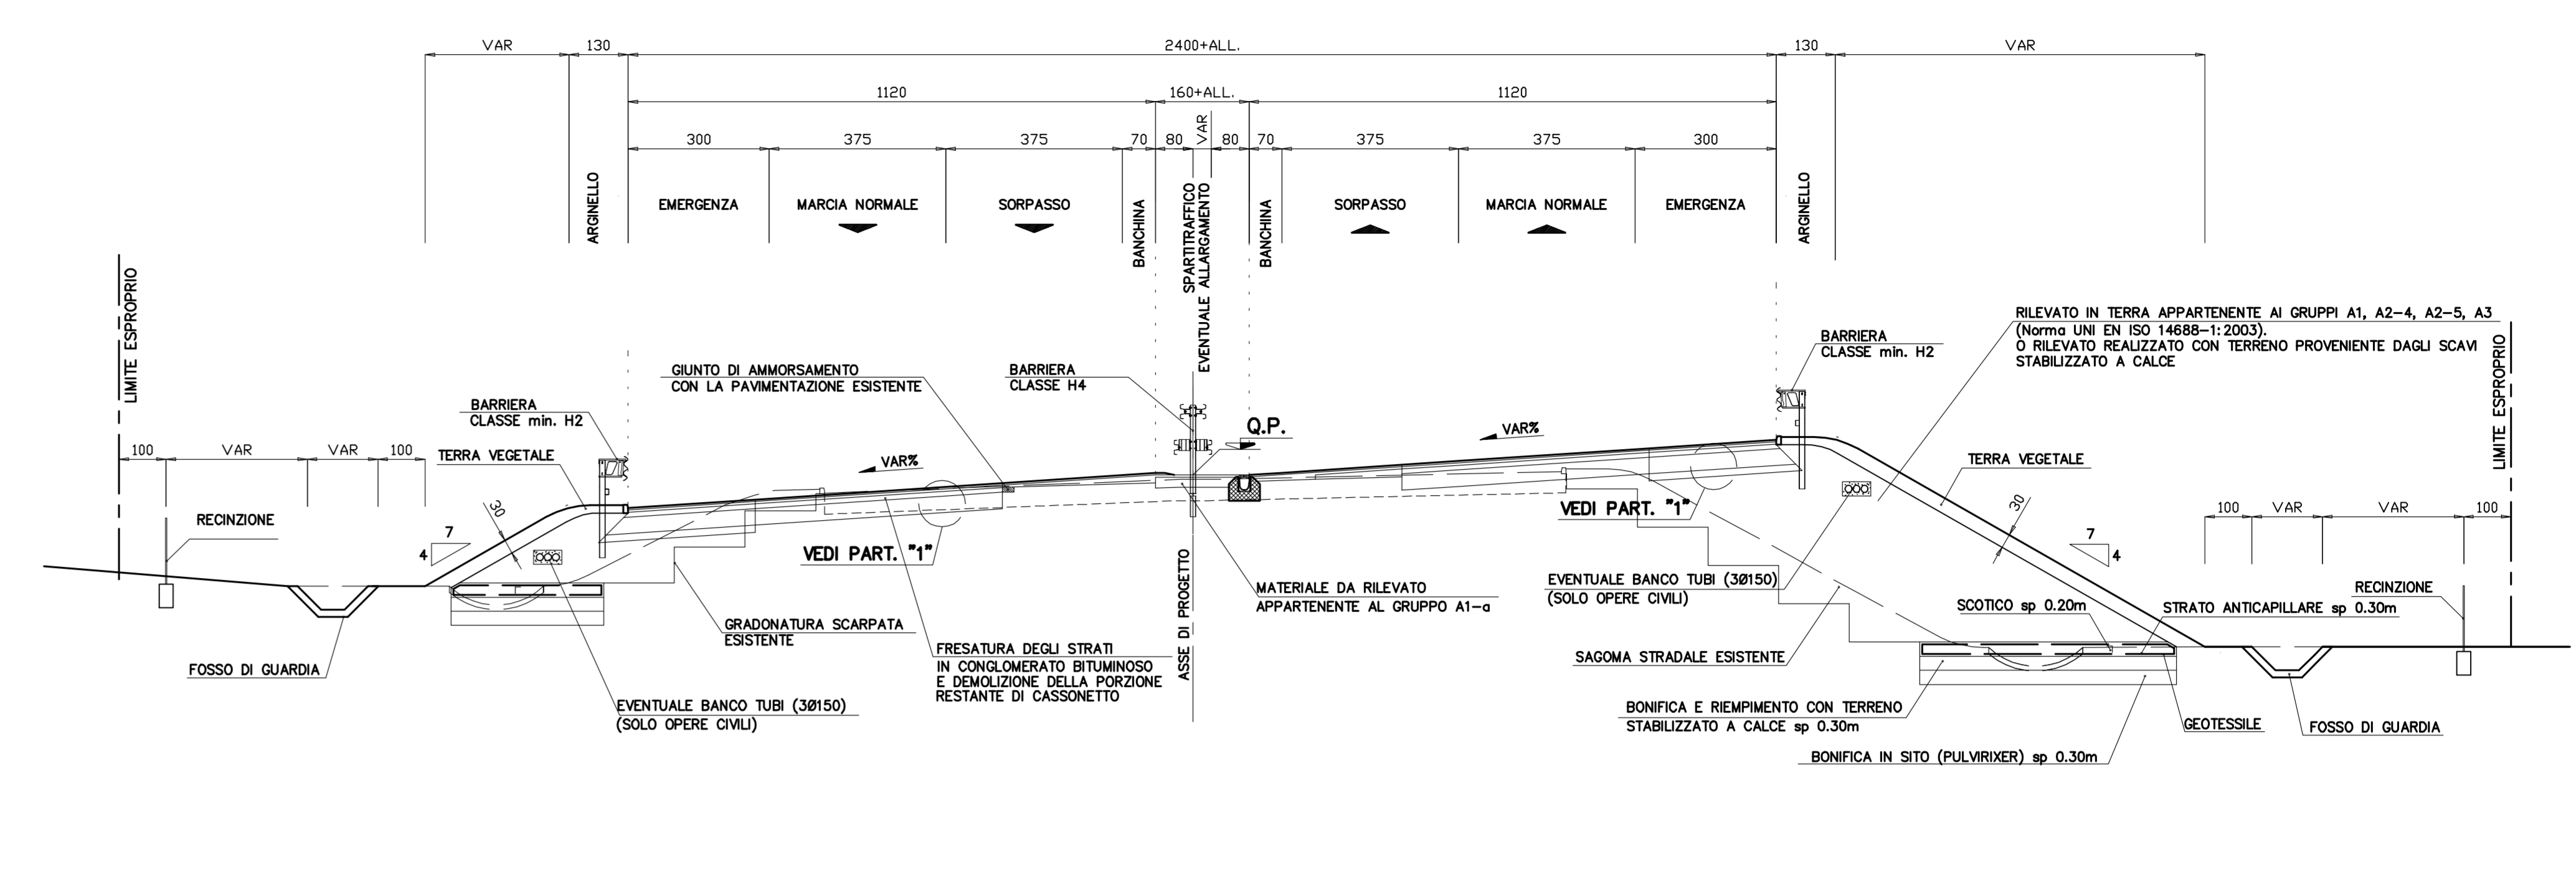 VAR 130 2400+ALL. 130 VAR
1120 160+ALL. 1120
300 375 375 70 80 VAR 80 70 375 375 300
ARGINELLO
EMERGENZA
MARCIA NORMALE
SORPASSO
BANCHINA
SPARTITRAFFICO
EVENTUALE ALLARGAMENTO
BANCHINA
SORPASSO
MARCIA NORMALE
EMERGENZA
ARGINELLO
LIMITE ESPROPRIO
RILEVATO IN TERRA APPARTENENTE AI GRUPPI A1, A2-4, A2-5, A3
(Norma UNI EN ISO 14688-1:2003).
O RILEVATO REALIZZATO CON TERRENO PROVENIENTE DAGLI SCAVI
STABILIZZATO A CALCE
BARRIERA
CLASSE min. H2
LIMITE ESPROPRIO
GIUNTO DI AMMORSAMENTO
CON LA PAVIMENTAZIONE ESISTENTE
BARRIERA
CLASSE H4
BARRIERA
CLASSE min. H2
Q.P.
VAR%
VAR%
100 VAR VAR 100
TERRA VEGETALE
TERRA VEGETALE
30
30
RECINZIONE
7
4
VEDI PART. "1"
VEDI PART. "1"
100 VAR VAR 100
7
4
ASSE DI PROGETTO
MATERIALE DA RILEVATO
APPARTENENTE AL GRUPPO A1-a
EVENTUALE BANCO TUBI (3Ø150)
(SOLO OPERE CIVILI)
RECINZIONE
SCOTICO sp 0.20m
STRATO ANTICAPILLARE sp 0.30m
GRADONATURA SCARPATA
ESISTENTE
FRESATURA DEGLI STRATI
IN CONGLOMERATO BITUMINOSO
E DEMOLIZIONE DELLA PORZIONE
RESTANTE DI CASSONETTO
SAGOMA STRADALE ESISTENTE
FOSSO DI GUARDIA
EVENTUALE BANCO TUBI (3Ø150)
(SOLO OPERE CIVILI)
BONIFICA E RIEMPIMENTO CON TERRENO
STABILIZZATO A CALCE sp 0.30m
GEOTESSILE
FOSSO DI GUARDIA
BONIFICA IN SITO (PULVIRIXER) sp 0.30m